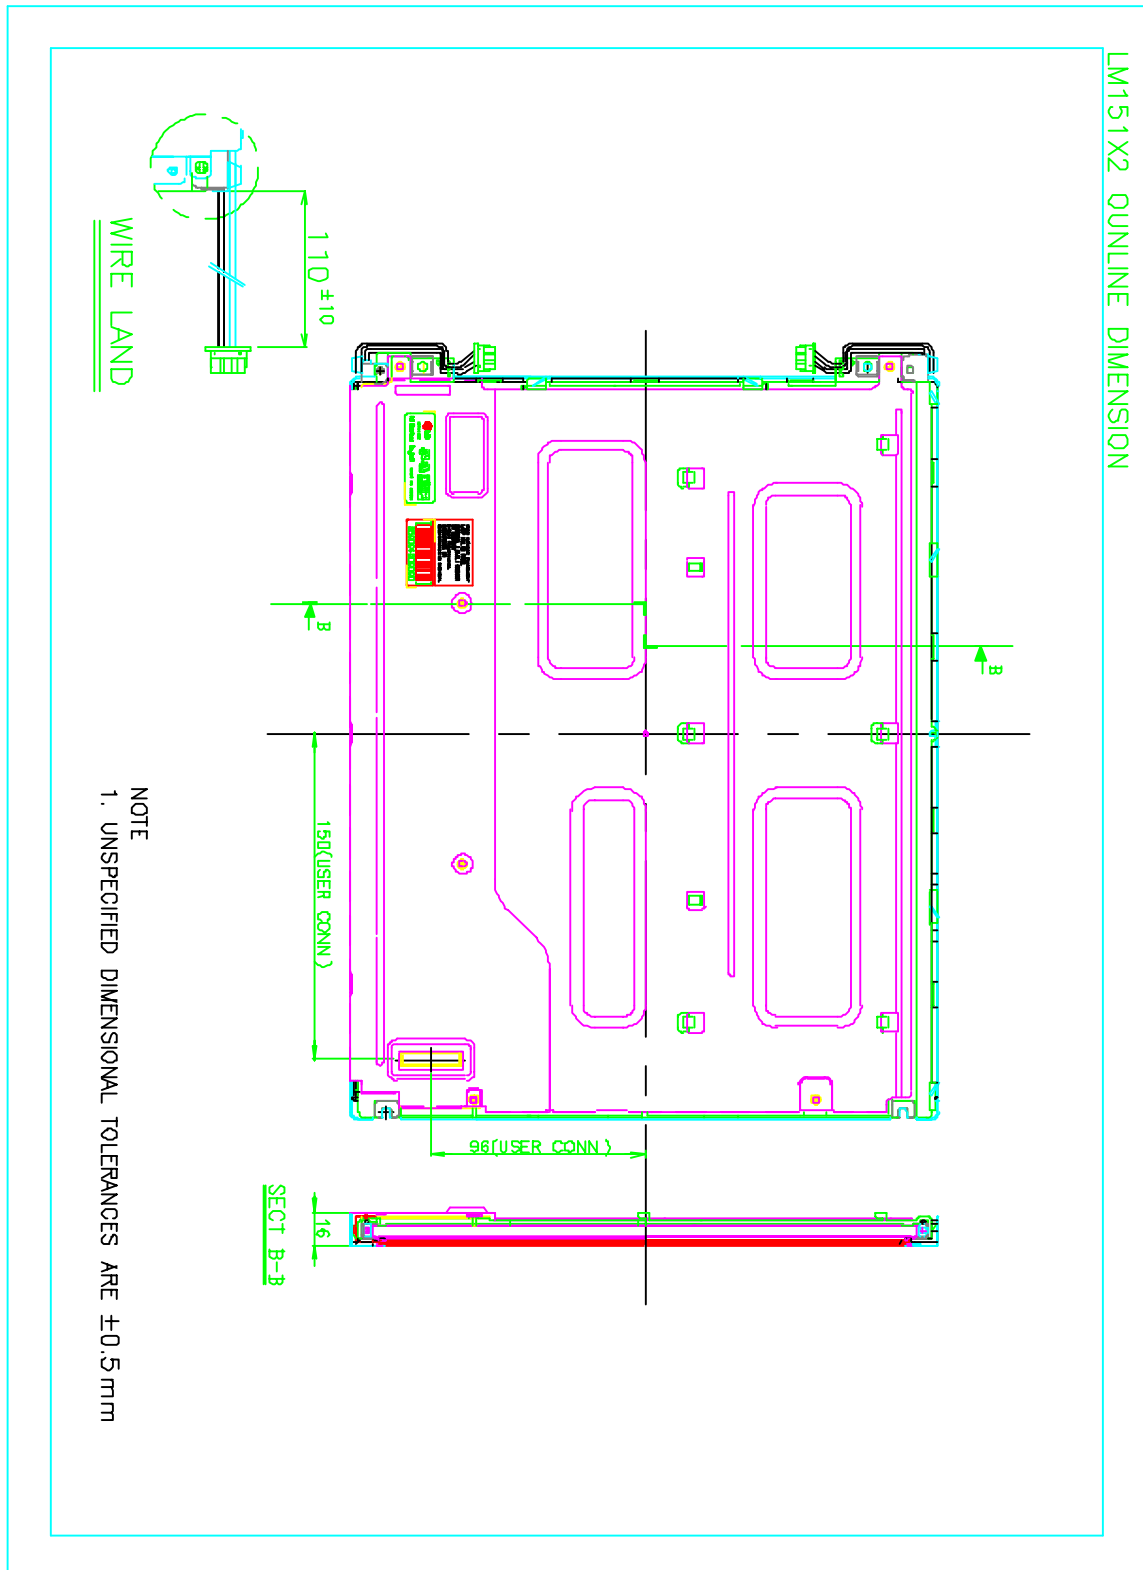 LM151X2 OUNLINE DIMENSION
110 ±10
WIRE LAND
B
B
150(USER CONN )
96(USER CONN )
16
SECT B-B
NOTE
1. UNSPECIFIED DIMENSIONAL TOLERANCES ARE ±0.5mm